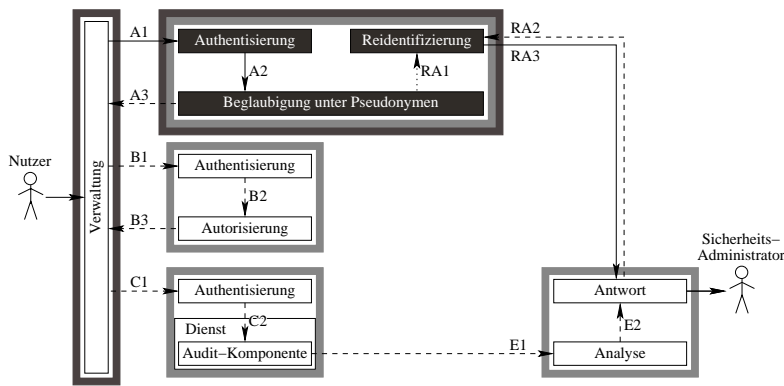 A1
Authentisierung
Reidentifizierung
RA2
RA3
A2
RA1
A3
Beglaubigung unter Pseudonymen
Nutzer
Verwaltung
B1
Authentisierung
B2
B3
Autorisierung
Sicherheits–
Administrator
C1
Authentisierung
Antwort
C2
Dienst
E2
Audit–Komponente
E1
Analyse